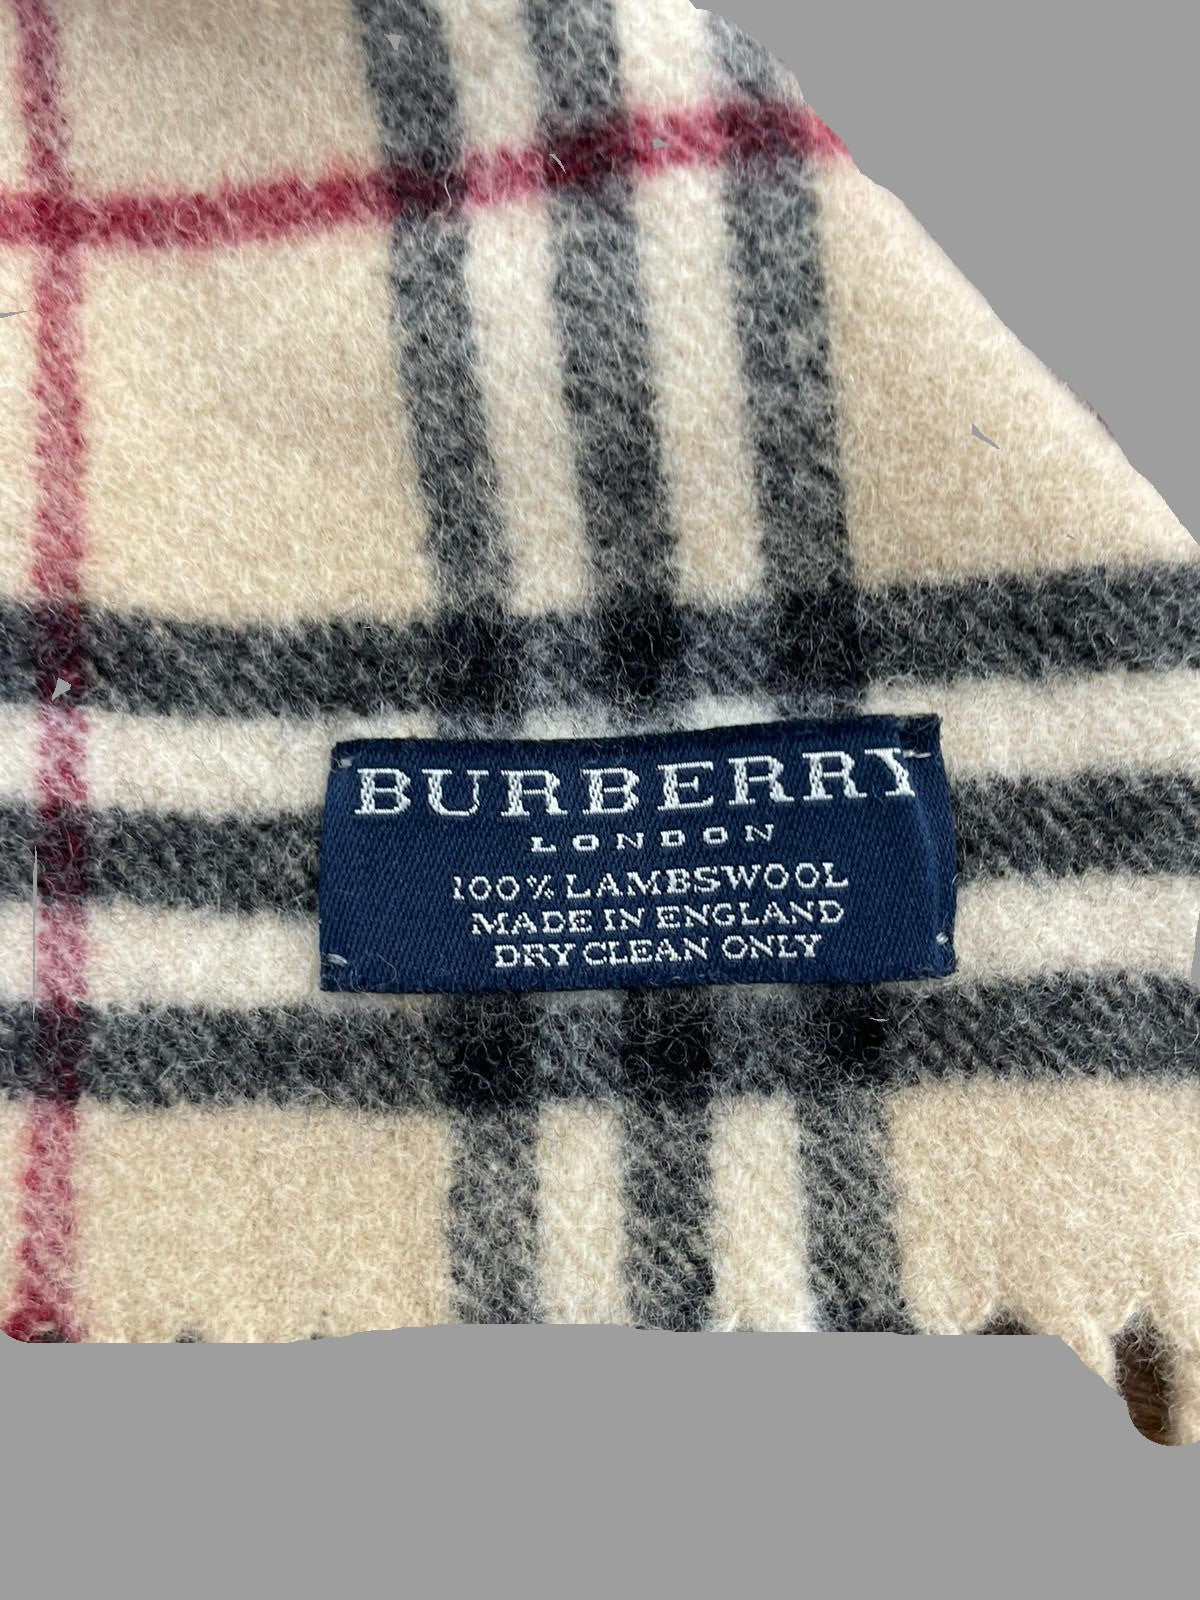 BURBERRY
LONDON
100% LAMBSWOOL
MADE IN ENGLAND
DRY CLEAN ONLY